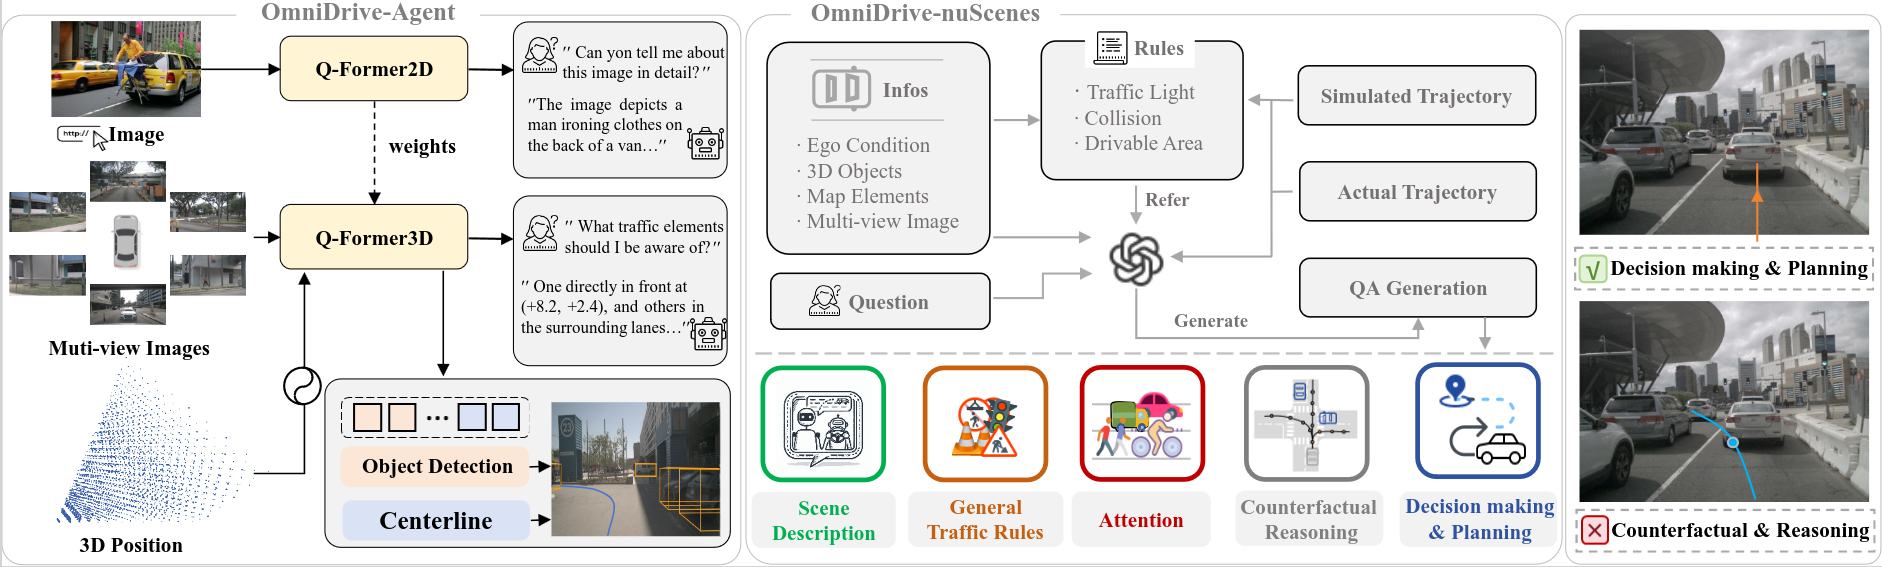 OmniDrive-Agent
Q-Former2D
" Can yon tell me about
this image in detail? "
"The image depicts a
man ironing clothes on
the back of a van…"
http://
Image
weights
Q-Former3D
" What traffic elements
should I be aware of? "
" One directly in front at
(+8.2, +2.4), and others in
the surrounding lanes…"
Muti-view Images
3D Position
...
Object Detection
Centerline
23
OmniDrive-nuScenes
Infos
· Ego Condition
· 3D Objects
· Map Elements
· Multi-view Image
Rules
· Traffic Light
· Collision
· Drivable Area
Simulated Trajectory
Actual Trajectory
Refer
Question
QA Generation
Generate
Scene
Description
General
Traffic Rules
Attention
Counterfactual
Reasoning
Decision making
& Planning
√ Decision making & Planning
Counterfactual & Reasoning